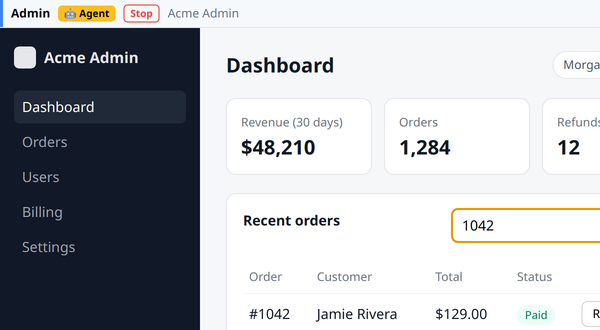 Admin 🤖 Agent Stop Acme Admin
Acme Admin
Dashboard
Orders
Users
Billing
Settings
Dashboard
Revenue (30 days)
$48,210
Orders
1,284
12
Recent orders
1042
Order Customer Total Status
#1042 Jamie Rivera $129.00 Paid